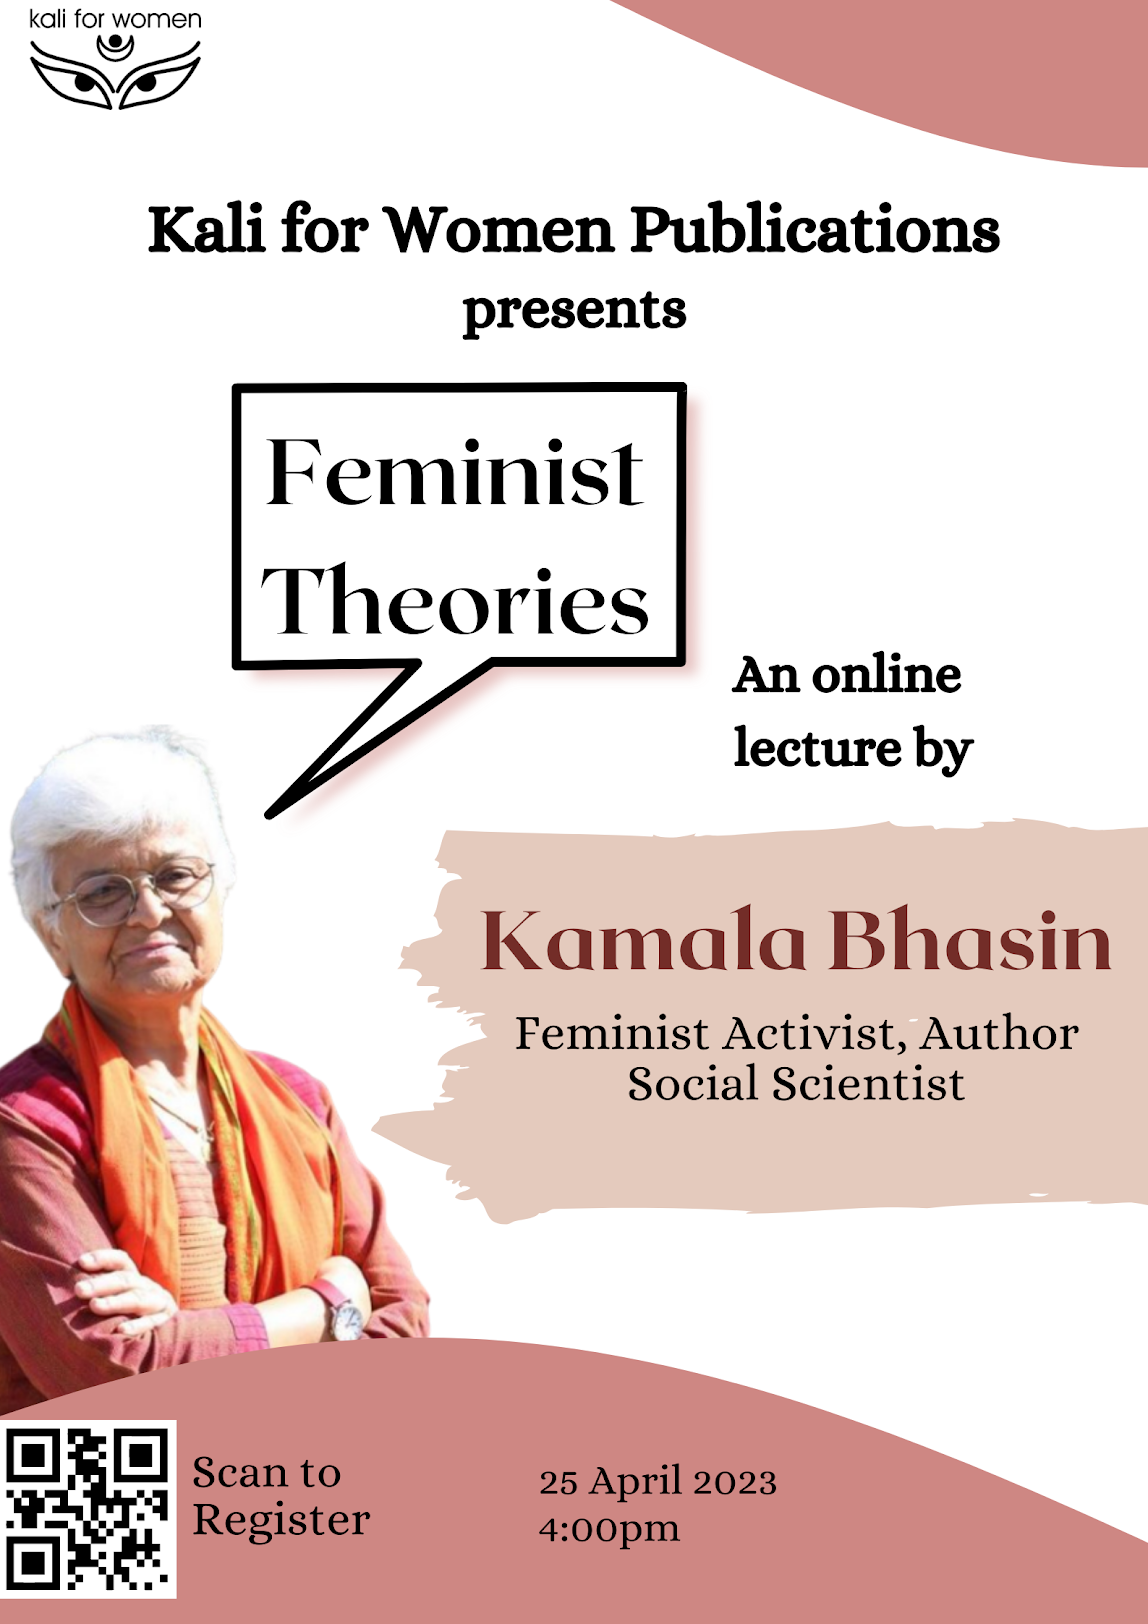 kali for women
Kali for Women Publications
presents
Feminist
Theories
An online
lecture by
Kamala Bhasin
Feminist Activist, Author
Social Scientist
Scan to
Register
25 April 2023
4:00pm